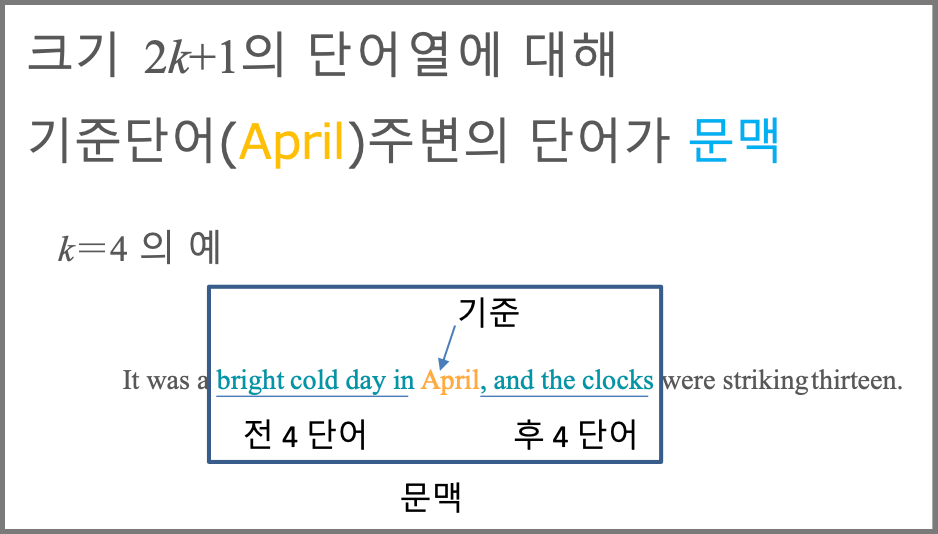 크기 2k+1의 단어열에 대해
기준단어(April)주변의 단어가 문맥
k=4 의 예
기준
It was a bright cold day in April, and the clocks were striking thirteen.
전 4 단어 후 4 단어
문맥